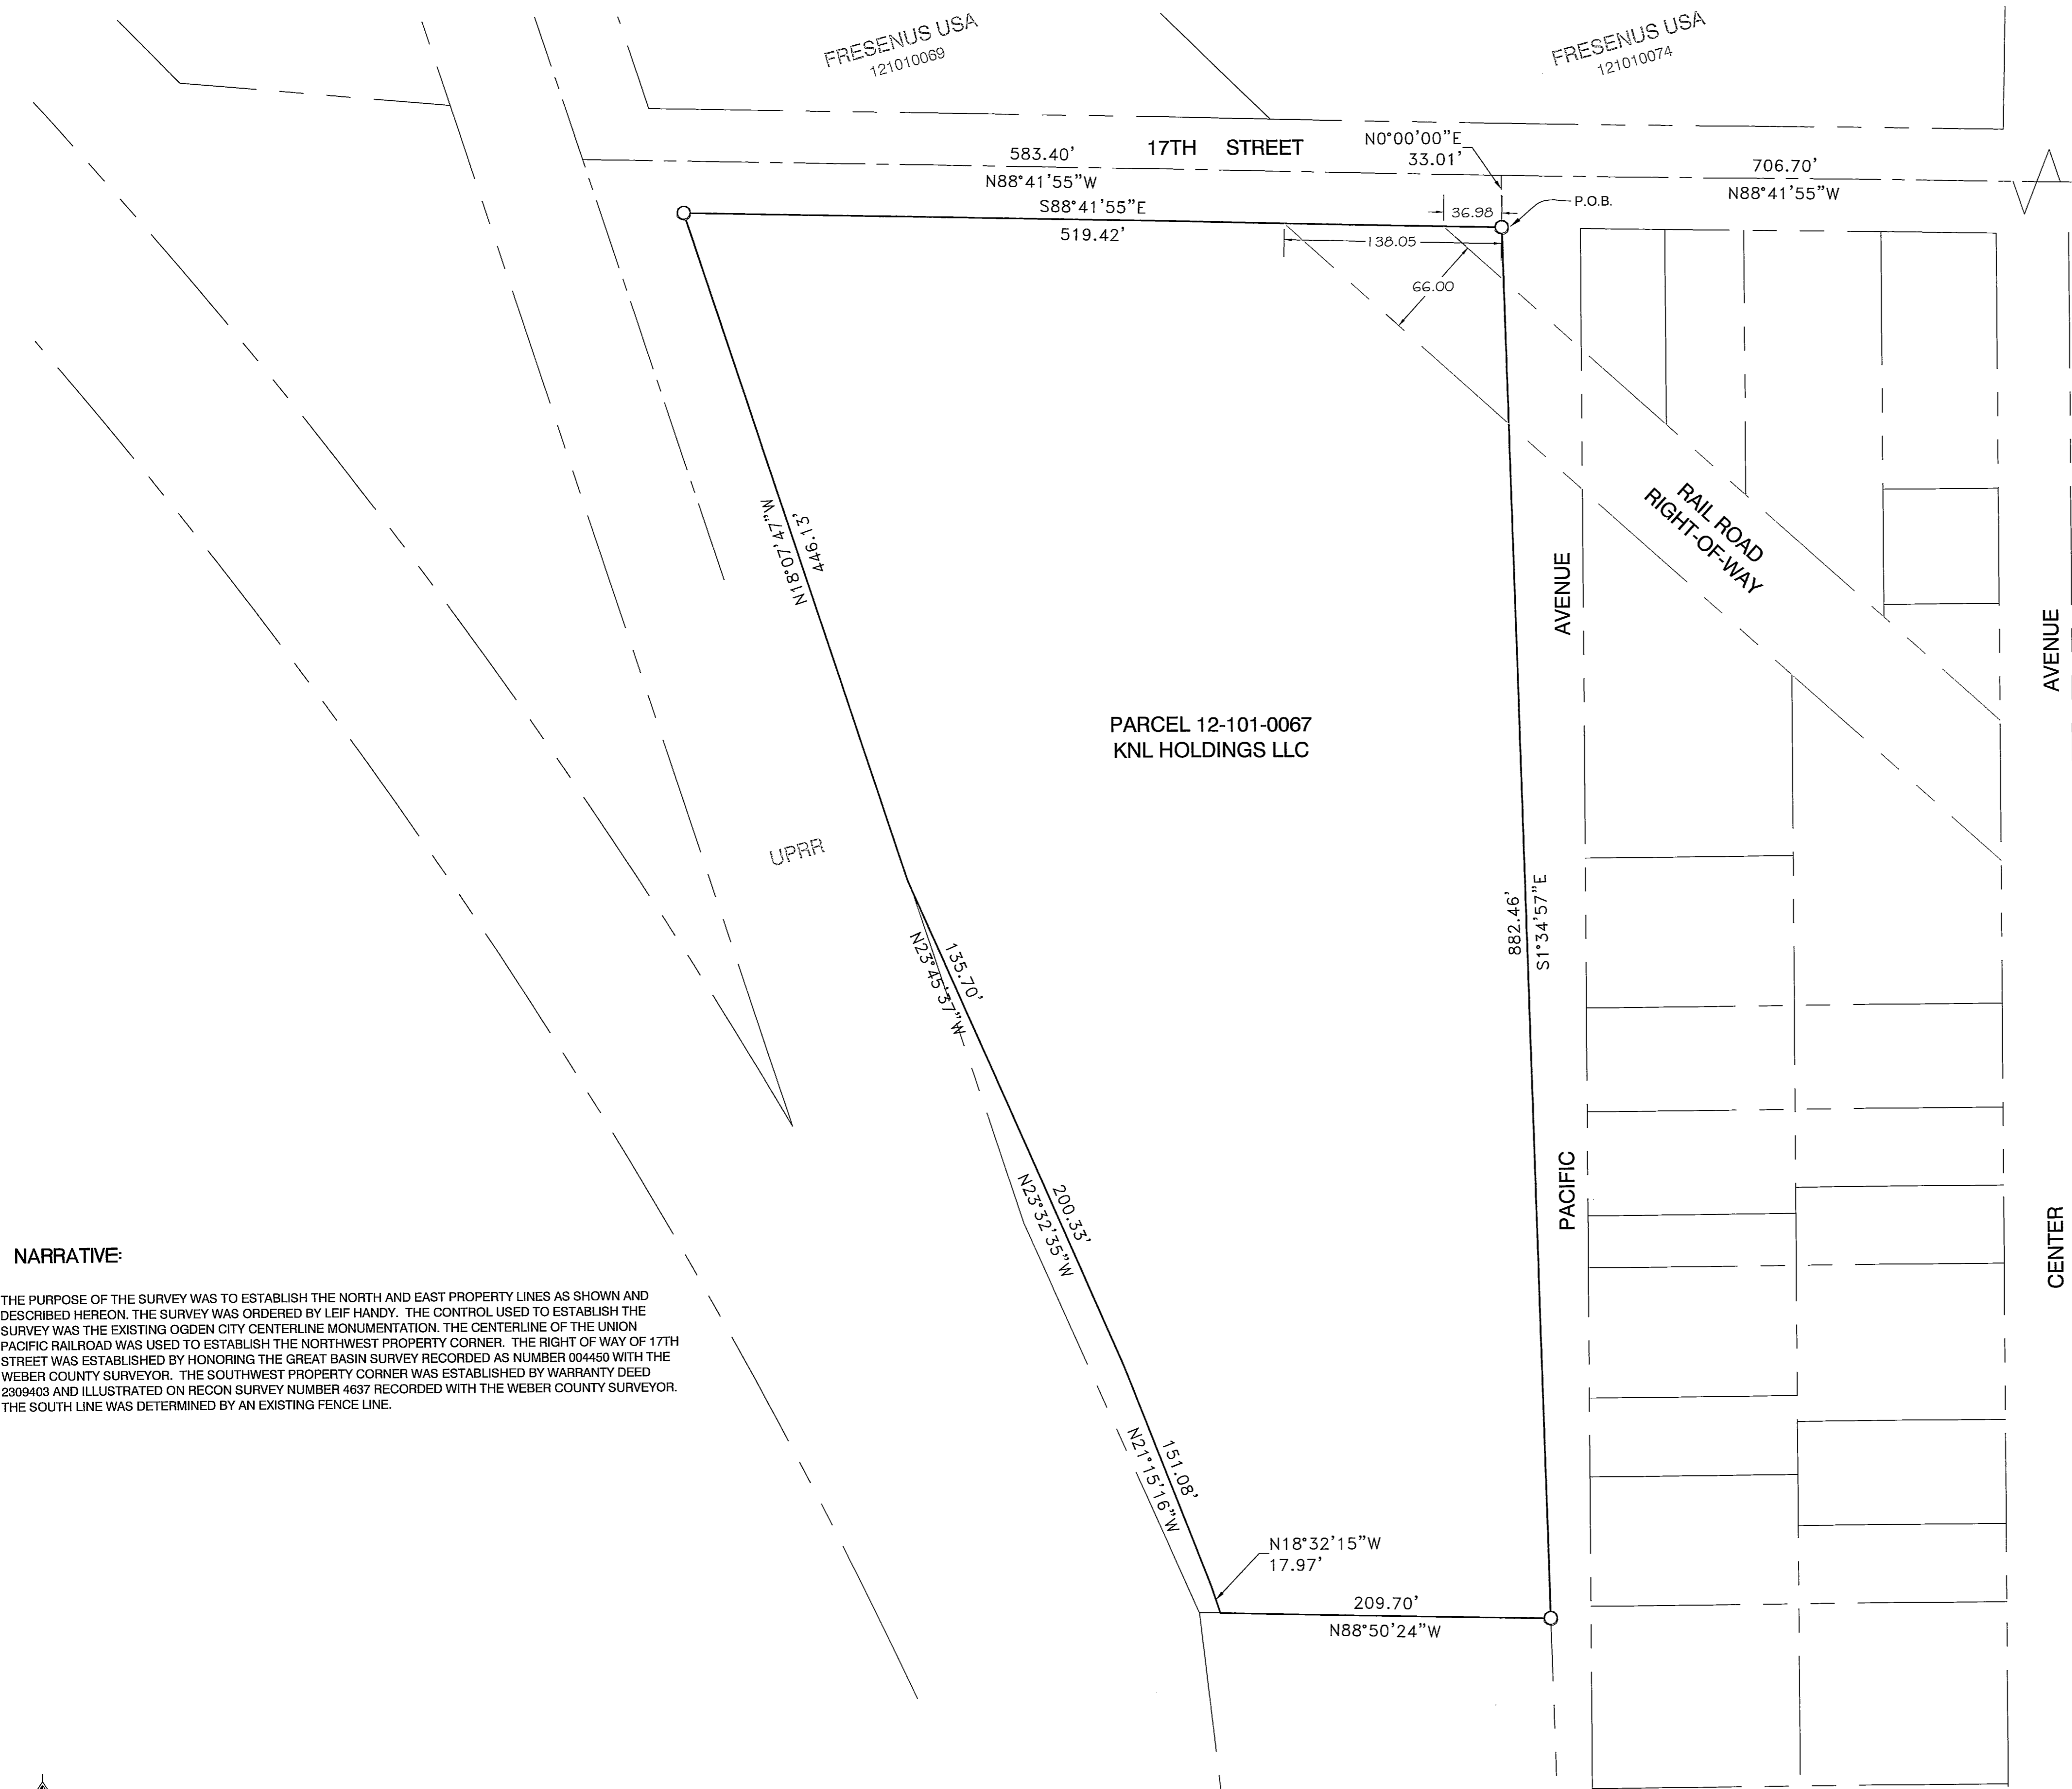 FRESENUS USA
121010069
FRESENUS USA
121010074
583.40'
17TH STREET
N0°00'00"E
33.01'
706.70'
N88°41'55"W
N88°41'55"W
S88°41'55"E
36.98
P.O.B.
519.42'
138.05
66.00
RAIL ROAD
RIGHT-OF-WAY
446.13'
N18°07'47"W
AVENUE
AVENUE
PARCEL 12-101-0067
KNL HOLDINGS LLC
UPRR
882.46'
S1°34'57"E
135.70'
N23°45'37"W
200.33'
N23°32'35"W
PACIFIC
CENTER
NARRATIVE:
THE PURPOSE OF THE SURVEY WAS TO ESTABLISH THE NORTH AND EAST PROPERTY LINES AS SHOWN AND
DESCRIBED HEREON. THE SURVEY WAS ORDERED BY LEIF HANDY. THE CONTROL USED TO ESTABLISH THE
SURVEY WAS THE EXISTING OGDEN CITY CENTERLINE MONUMENTATION. THE CENTERLINE OF THE UNION
PACIFIC RAILROAD WAS USED TO ESTABLISH THE NORTHWEST PROPERTY CORNER. THE RIGHT OF WAY OF 17TH
STREET WAS ESTABLISHED BY HONORING THE GREAT BASIN SURVEY RECORDED AS NUMBER 004450 WITH THE
WEBER COUNTY SURVEYOR. THE SOUTHWEST PROPERTY CORNER WAS ESTABLISHED BY WARRANTY DEED
2309403 AND ILLUSTRATED ON RECON SURVEY NUMBER 4637 RECORDED WITH THE WEBER COUNTY SURVEYOR.
THE SOUTH LINE WAS DETERMINED BY AN EXISTING FENCE LINE.
151.08'
N21°15'16"W
N18°32'15"W
17.97'
209.70'
N88°50'24"W